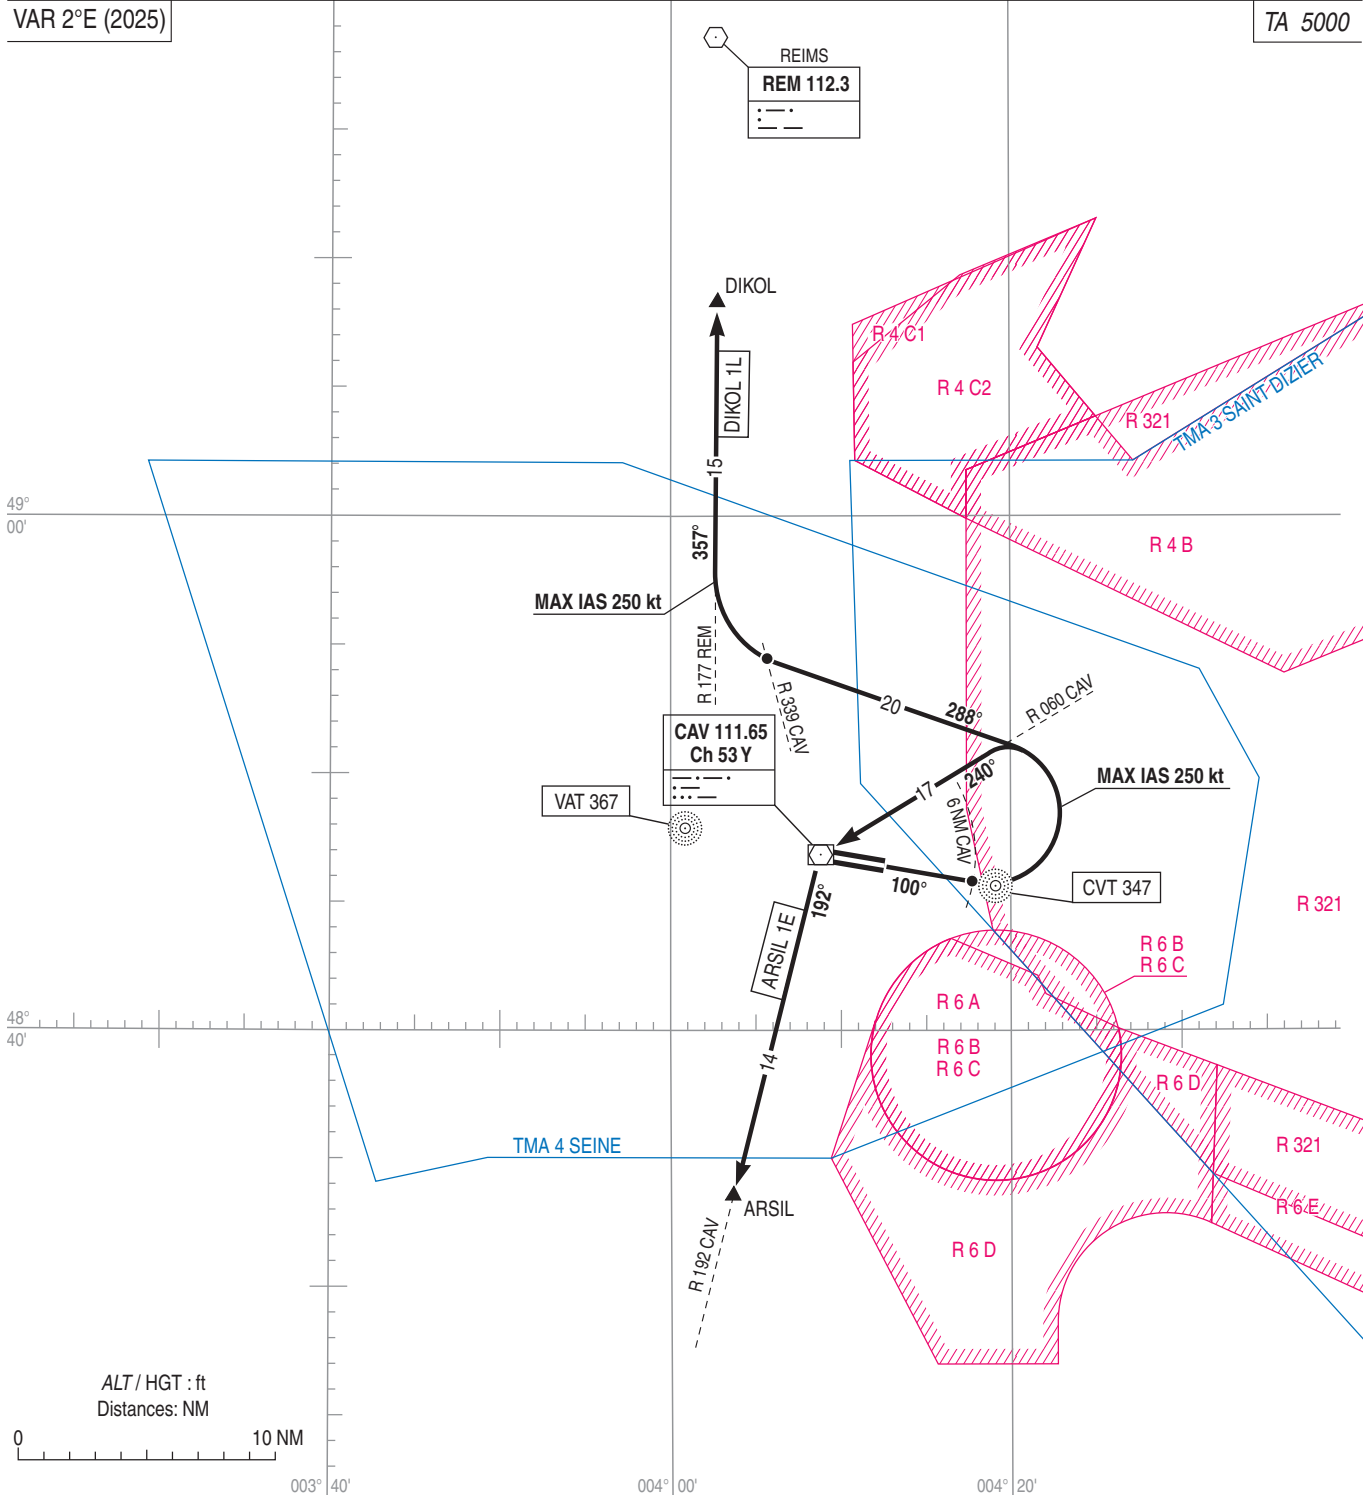 VAR 2°E (2025)
TA 5000
REIMS
REM 112.3
DIKOL
DIKOL 1L
15
357°
MAX IAS 250 kt
R 177 REM
R 339 CAV
20
288°
R 060 CAV
R 4 C1
R 4 C2
R 321
TMA 3 SAINT DIZIER
49°
00'
R 4 B
CAV 111.65
Ch 53 Y
VAT 367
17
240°
6 NM CAV
MAX IAS 250 kt
100°
CVT 347
192°
ARSIL 1E
R 321
R 6 B
R 6 C
R 6 A
R 6 B
R 6 C
48°
40'
14
R 6 D
TMA 4 SEINE
R 321
R 6 E
ARSIL
R 192 CAV
R 6 D
ALT / HGT : ft
Distances: NM
0
10 NM
003° 40'
004° 00'
004° 20'